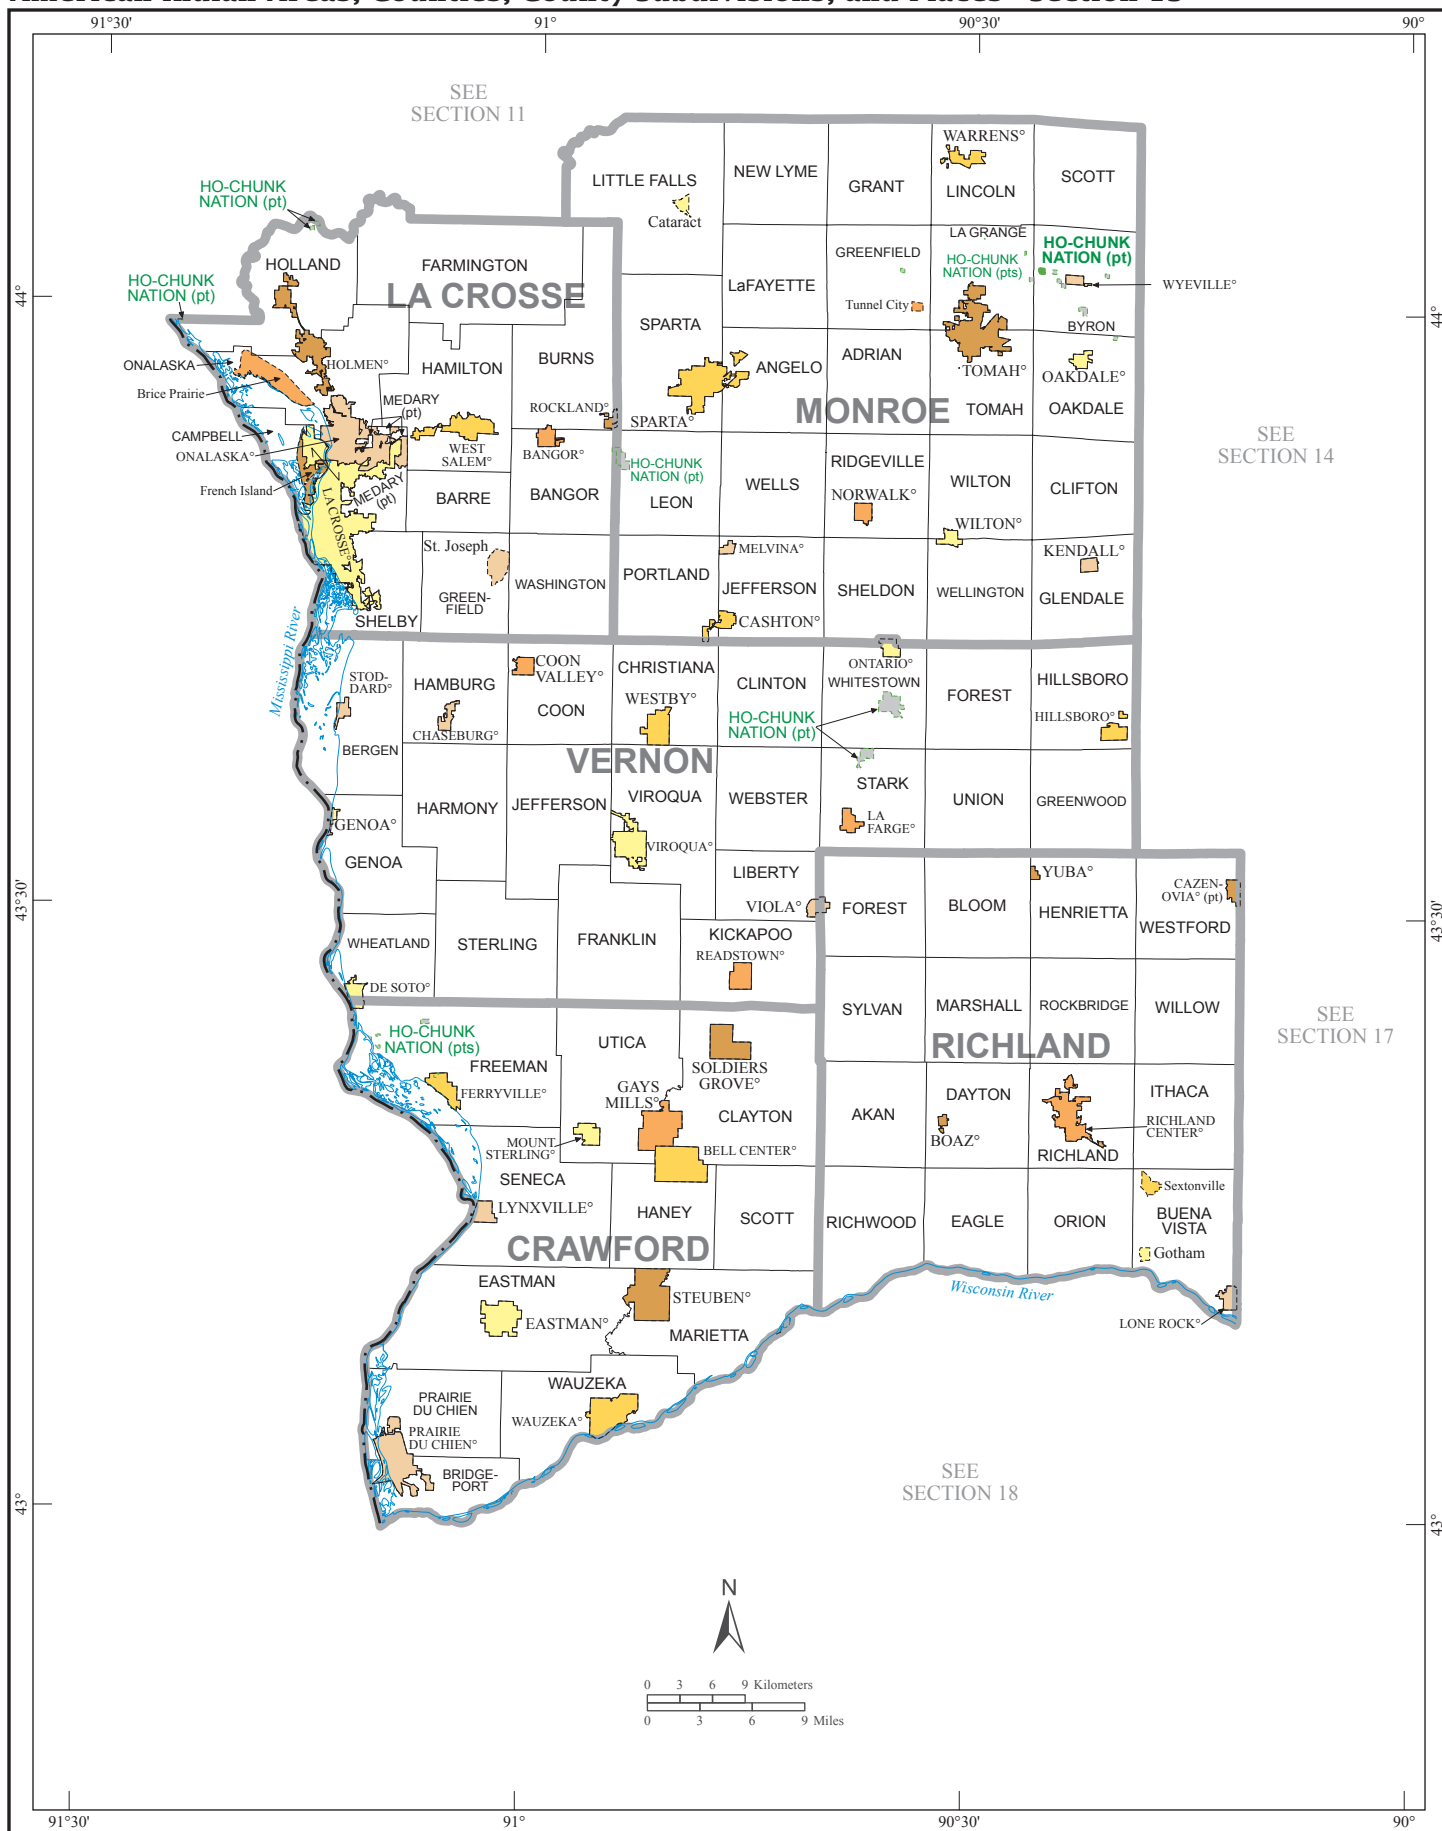 91°30'
91°
90°30'
90°
SEE
SECTION 11
WARRENS°
NEW LYME
SCOTT
LITTLE FALLS
GRANT
LINCOLN
HO-CHUNK
NATION (pt)
Cataract
LA GRANGE
HO-CHUNK
NATION (pt)
GREENFIELD
HO-CHUNK
NATION (pts)
HOLLAND
FARMINGTON
HO-CHUNK
NATION (pt)
LA CROSSE
LaFAYETTE
WYEVILLE°
44°
Tunnel City
44°
SPARTA
BYRON
ONALASKA
HOLMEN°
HAMILTON
BURNS
ANGELO
ADRIAN
TOMAH°
OAKDALE°
Brice Prairie
MEDARY
(pt)
ROCKLAND°
SPARTA°
MONROE
TOMAH
OAKDALE
CAMPBELL
ONALASKA°
WEST
SALEM°
BANGOR°
SEE
SECTION 14
HO-CHUNK
NATION (pt)
RIDGEVILLE
French Island
MEDARY
(pt)
LA CROSSE°
BARRE
BANGOR
LEON
WELLS
NORWALK°
WILTON
CLIFTON
WILTON°
St. Joseph
MELVINA°
KENDALL°
GREEN-
FIELD
WASHINGTON
PORTLAND
JEFFERSON
SHELDON
WELLINGTON
GLENDALE
SHELBY
CASHTON°
Mississippi River
STOD-
DARD°
HAMBURG
COON
VALLEY°
CHRISTIANA
CLINTON
ONTARIO°
WHITESTOWN
FOREST
HILLSBORO
WESTBY°
COON
CHASEBURG°
HO-CHUNK
NATION (pt)
HILLSBORO°
BERGEN
VERNON
HARMONY
JEFFERSON
VIROQUA
WEBSTER
STARK
UNION
GREENWOOD
GENOA°
LA
FARGE°
VIROQUA°
GENOA
LIBERTY
YUBA°
CAZEN-
OVIA° (pt)
43°30'
VIOLA°
FOREST
BLOOM
HENRIETTA
43°30'
WESTFORD
WHEATLAND
STERLING
FRANKLIN
KICKAPOO
READSTOWN°
DE SOTO°
SYLVAN
MARSHALL
ROCKBRIDGE
WILLOW
SEE
SECTION 17
HO-CHUNK
NATION (pts)
UTICA
RICHLAND
FREEMAN
SOLDIERS
GROVE°
FERRYVILLE°
GAYS
MILLS°
CLAYTON
AKAN
DAYTON
ITHACA
MOUNT
STERLING°
BOAZ°
RICHLAND
CENTER°
BELL CENTER°
RICHLAND
SENECA
Sextonville
LYNXVILLE°
HANEY
SCOTT
RICHWOOD
EAGLE
ORION
BUENA
VISTA
CRAWFORD
Gotham
EASTMAN
Wisconsin River
STEUBEN°
EASTMAN°
LONE ROCK°
MARIETTA
WAUZEKA
PRAIRIE
DU CHIEN
WAUZEKA°
PRAIRIE
DU CHIEN°
BRIDGE-
PORT
SEE
SECTION 18
43°
43°
N
0 3 6 9 Kilometers
0 3 6 9 Miles
91°30'
91°
90°30'
90°